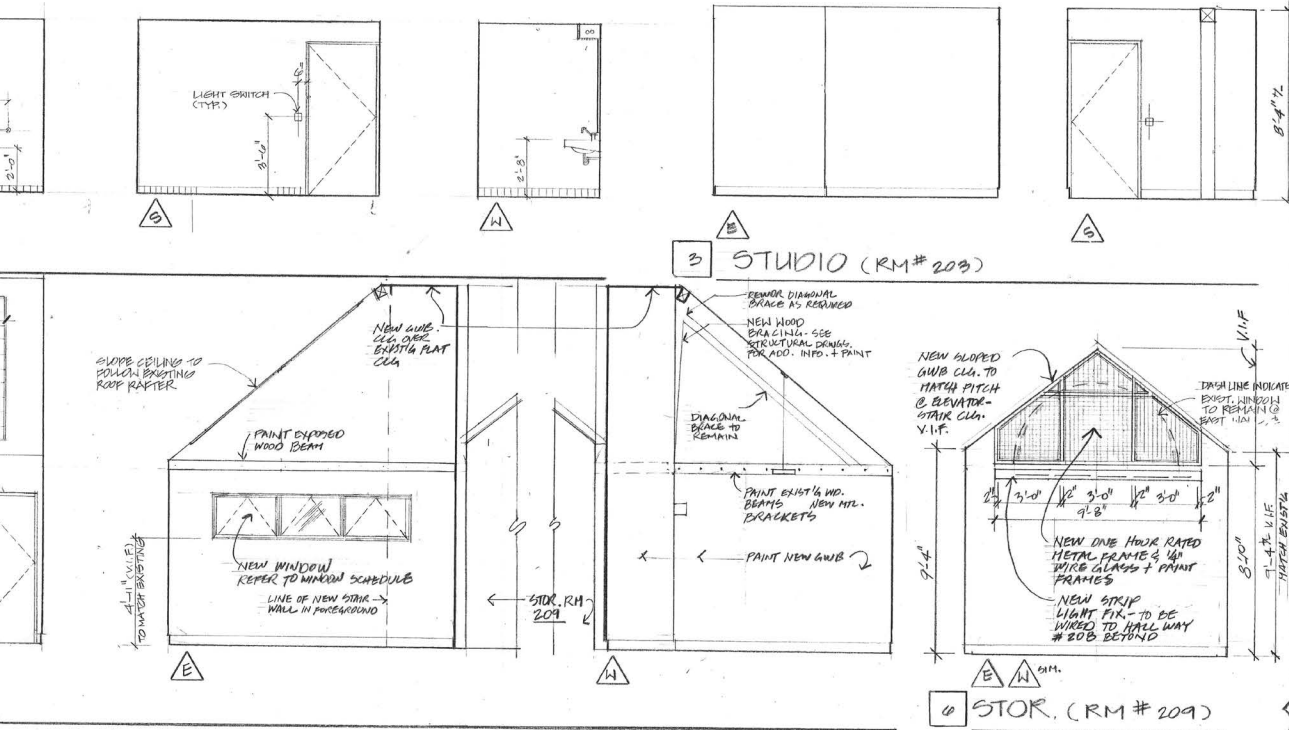 2'-0"
LIGHT SWITCH
(TYP.)
6"
3'-6"
S
8
2'-8"
W
E
8'-4" +/-
S
3 STUDIO (RM# 203)
SLOPE CEILING TO
FOLLOW EXISTING
ROOF RAFTER
NEW GWB.
CLG OVER
EXIST'G FLAT
CLG
PAINT EXPOSED
WOOD BEAM
NEW WINDOW
REFER TO WINDOW SCHEDULE
LINE OF NEW STAIR
WALL IN FOREGROUND
4'-11" (V.I.F.)
TO MATCH EXISTING
E
STOR. RM
209
DIAGONAL
BRACE AS REQUIRED
NEW WOOD
BRACING - SEE
STRUCTURAL DRWGS.
FOR ADD. INFO. + PAINT
DIAGONAL
BRACE TO
REMAIN
PAINT EXIST'G WD.
BEAMS NEW MTL.
BRACKETS
PAINT NEW GWB
W
NEW SLOPED
GWB CLG. TO
MATCH PITCH
@ ELEVATOR-
STAIR CLG.
V.I.F.
V.I.F
DASH LINE INDICATE
EXIST. WINDOW
TO REMAIN @
EAST
2" 3'-0" 2" 3'-0" 2" 3'-0" 2"
9'-8"
NEW ONE HOUR RATED
METAL FRAME & 1/4"
WIRE GLASS + PAINT
FRAMES
NEW STRIP
LIGHT FIX. - TO BE
WIRED TO HALL WAY
# 208 BEYOND
9'-4"
8'-10"
9'-4" +/- V.I.F.
MATCH EXIST'G
E W SIM.
6 STOR. (RM # 209)